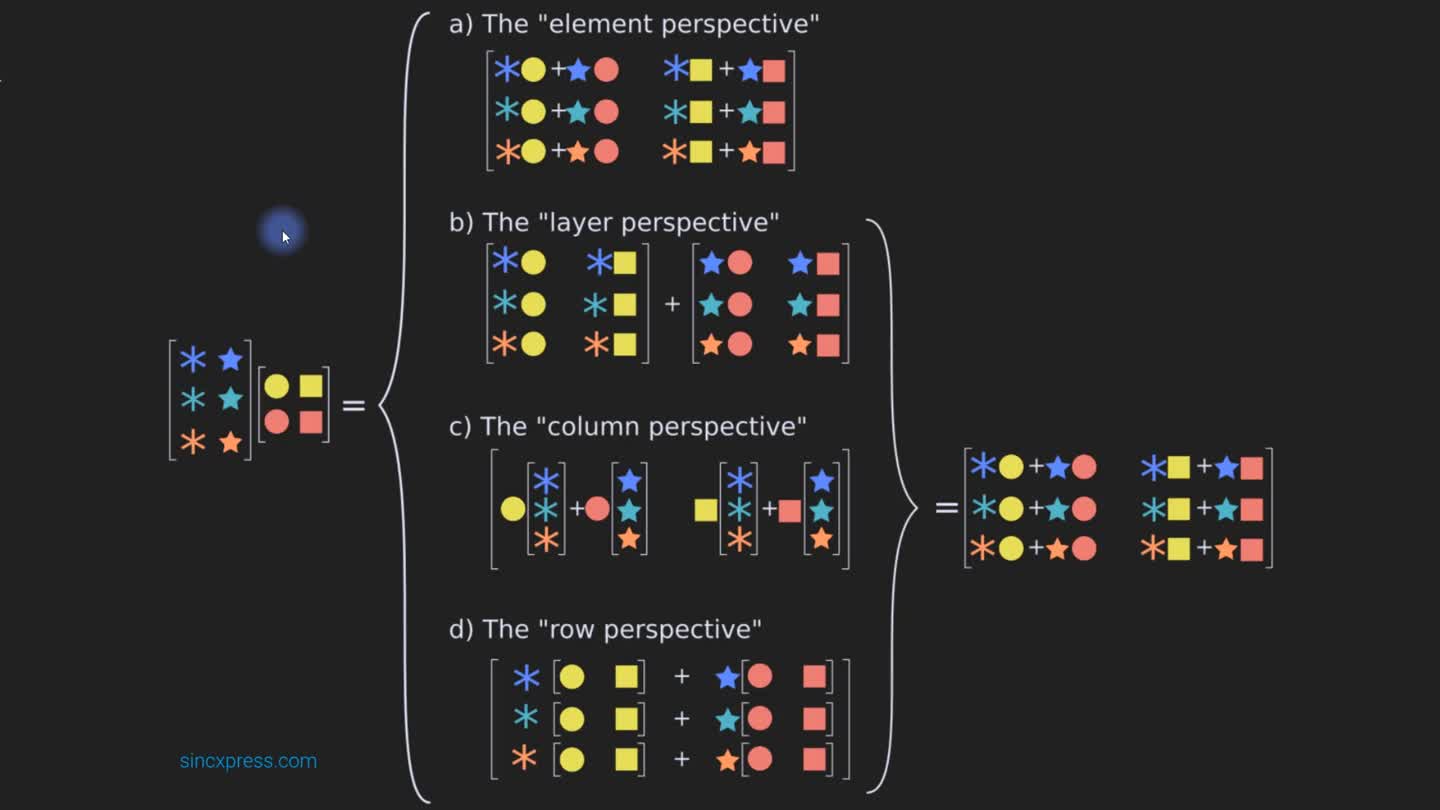 a) The "element perspective"
b) The "layer perspective"
c) The "column perspective"
d) The "row perspective"
sincxpress.com